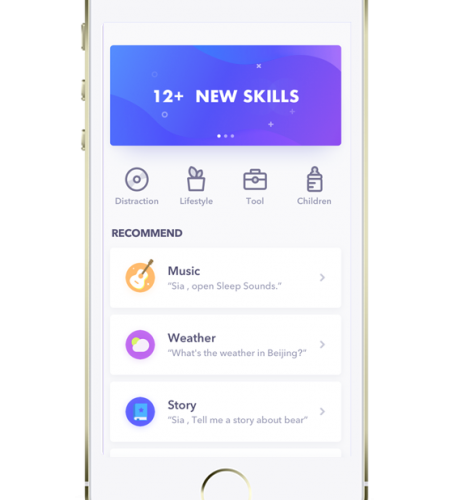 12+ NEW SKILLS
Distraction Lifestyle Tool Children
RECOMMEND
Music
"Sia , open Sleep Sounds."
Weather
"What's the weather in Beijing?"
Story
"Sia , Tell me a story about bear"